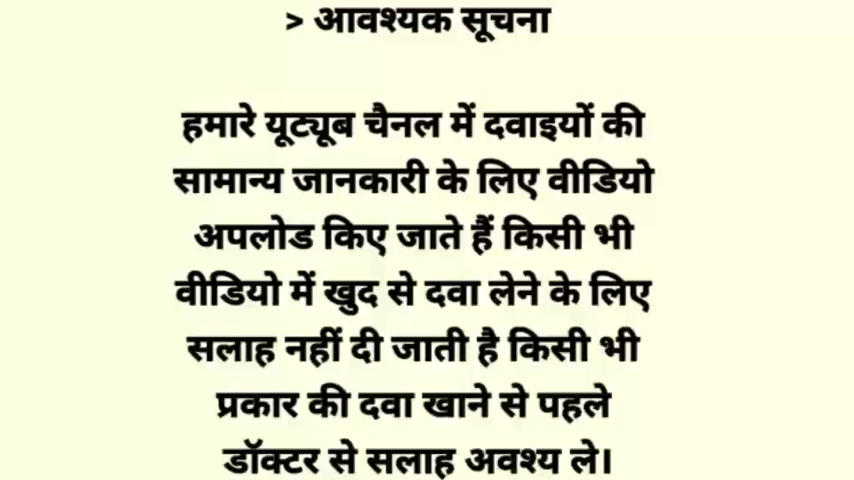 > आवश्यक सूचना
हमारे यूट्यूब चैनल में दवाइयों की
सामान्य जानकारी के लिए वीडियो
अपलोड किए जाते हैं किसी भी
वीडियो में खुद से दवा लेने के लिए
सलाह नहीं दी जाती है किसी भी
प्रकार की दवा खाने से पहले
डॉक्टर से सलाह अवश्य ले।